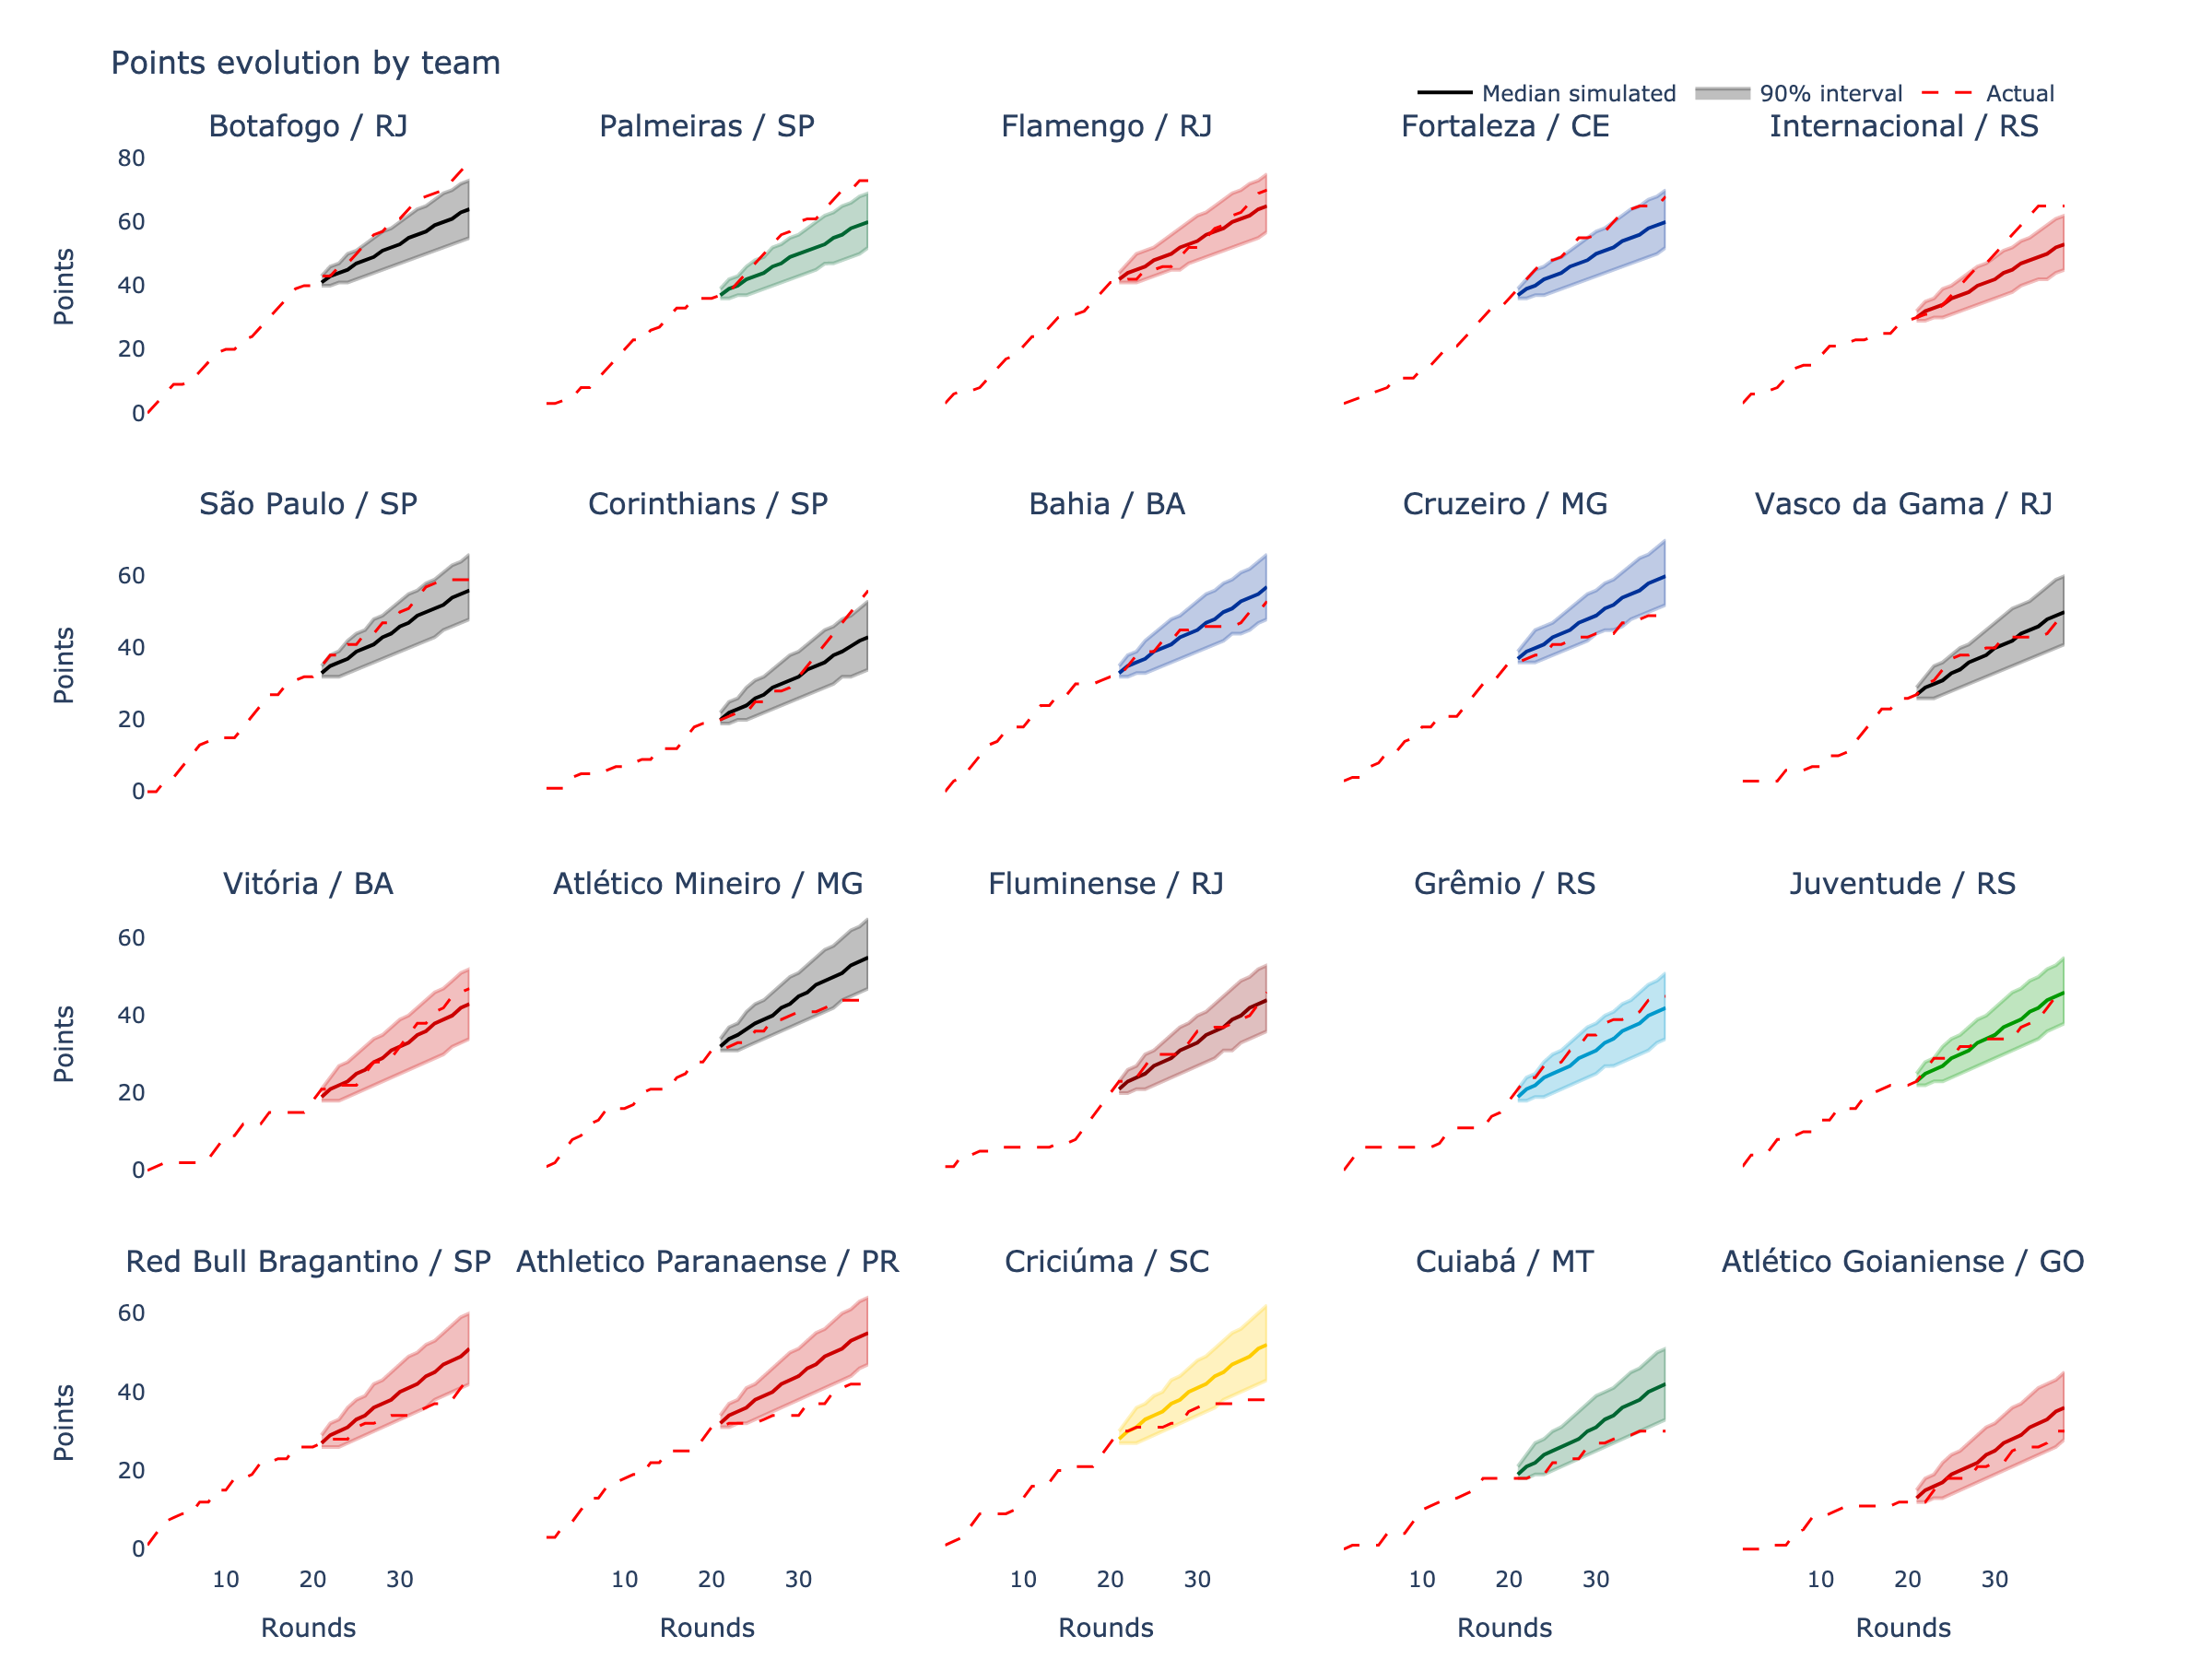 Points evolution by team
Median simulated 90% interval Actual
Botafogo / RJ Palmeiras / SP Flamengo / RJ Fortaleza / CE Internacional / RS
80
60
40
20
0
Points
São Paulo / SP Corinthians / SP Bahia / BA Cruzeiro / MG Vasco da Gama / RJ
60
40
20
0
Points
Vitória / BA Atlético Mineiro / MG Fluminense / RJ Grêmio / RS Juventude / RS
60
40
20
0
Points
Red Bull Bragantino / SP Athletico Paranaense / PR Criciúma / SC Cuiabá / MT Atlético Goianiense / GO
60
40
20
0
Points
10 20 30 10 20 30 10 20 30 10 20 30 10 20 30
Rounds Rounds Rounds Rounds Rounds